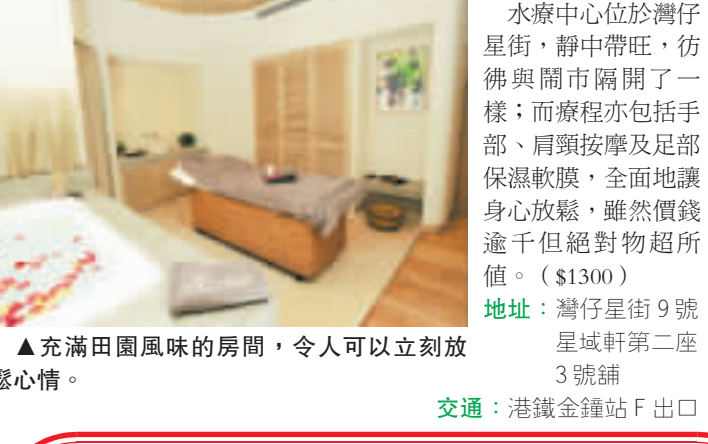 水療中心位於灣仔
星街，靜中帶旺，彷
彿與鬧市隔開了一
樣；而療程亦包括手
部、肩頸按摩及足部
保濕軟膜，全面地讓
身心放鬆，雖然價錢
逾千但絕對物超所
值。（$1300）
地址：灣仔星街9號
星域軒第二座
3號舖
交通：港鐵金鐘站F出口
▲充滿田園風味的房間，令人可以立刻放
鬆心情。